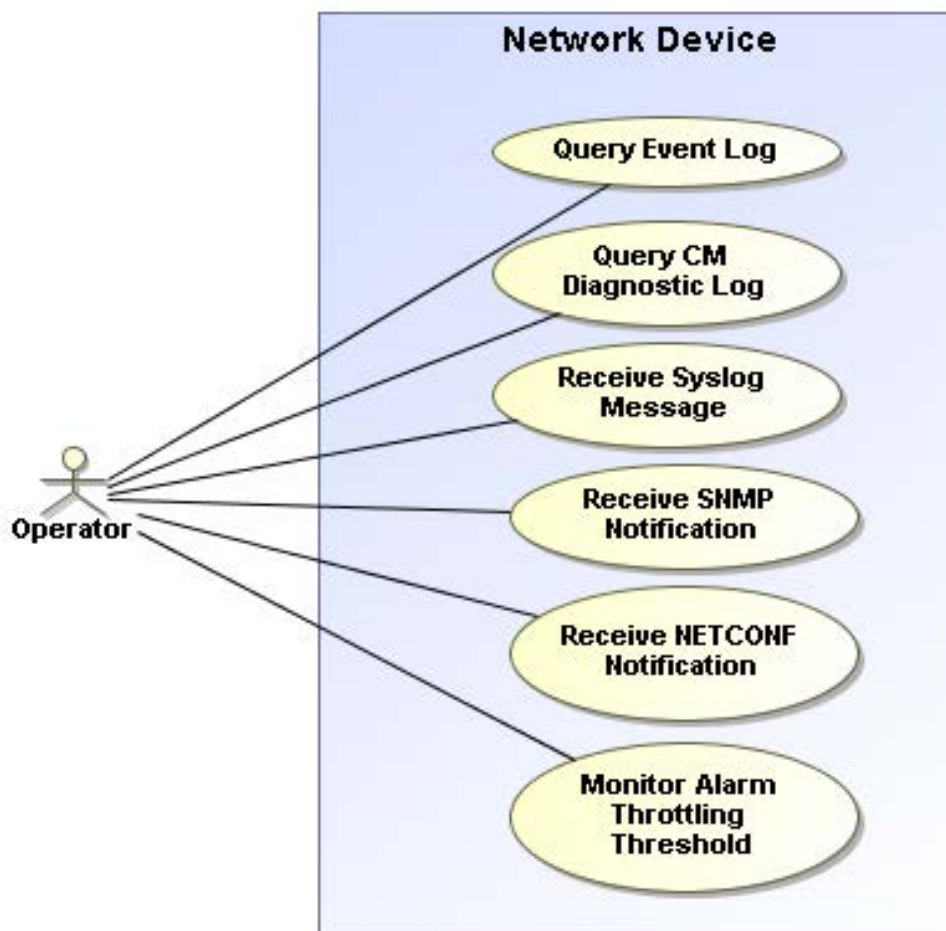 Network Device
Query Event Log
Query CM
Diagnostic Log
Receive Syslog
Message
Receive SNMP
Notification
Operator
Receive NETCONF
Notification
Monitor Alarm
Throttling
Threshold